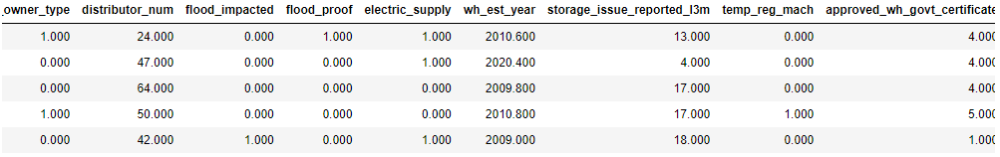 owner_type distributor_num flood_impacted flood_proof electric_supply wh_est_year storage_issue_reported_l3m temp_reg_mach approved_wh_govt_certificate
1.000 24.000 0.000 1.000 1.000 2010.600 13.000 0.000 4.000
0.000 47.000 0.000 0.000 1.000 2020.400 4.000 0.000 4.000
0.000 64.000 0.000 0.000 0.000 2009.800 17.000 0.000 4.000
1.000 50.000 0.000 0.000 0.000 2010.800 17.000 1.000 5.000
0.000 42.000 1.000 0.000 1.000 2009.000 18.000 0.000 1.000